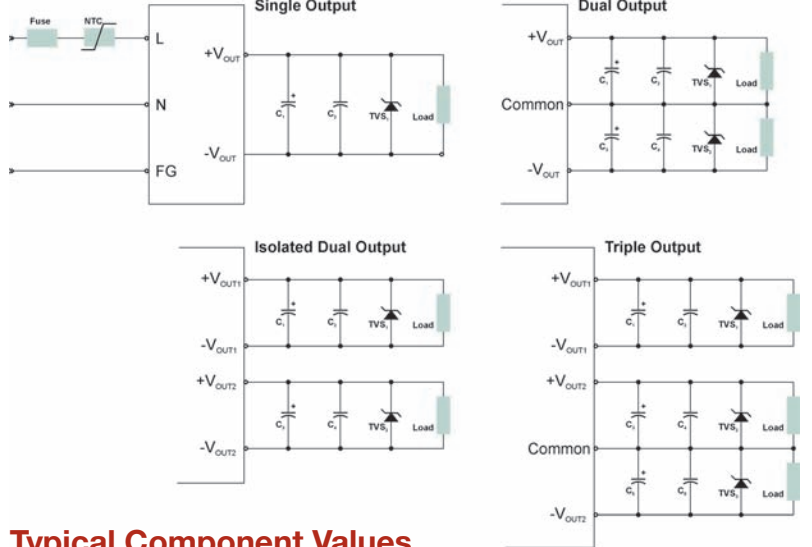 Single Output
Fuse
NTC
L
N
FG
+VOUT
-VOUT
C1
+
C2
TVS1
Load
Dual Output
+VOUT
Common
-VOUT
C1
+
C2
TVS1
Load
C3
+
C4
TVS2
Load
Isolated Dual Output
+VOUT1
-VOUT1
+VOUT2
-VOUT2
C1
+
C2
TVS1
Load
C3
+
C4
TVS2
Load
Triple Output
+VOUT1
-VOUT1
+VOUT2
Common
-VOUT2
C1
+
C2
TVS1
Load
C3
+
C4
TVS2
Load
C5
+
C6
TVS3
Load
Typical Component Values